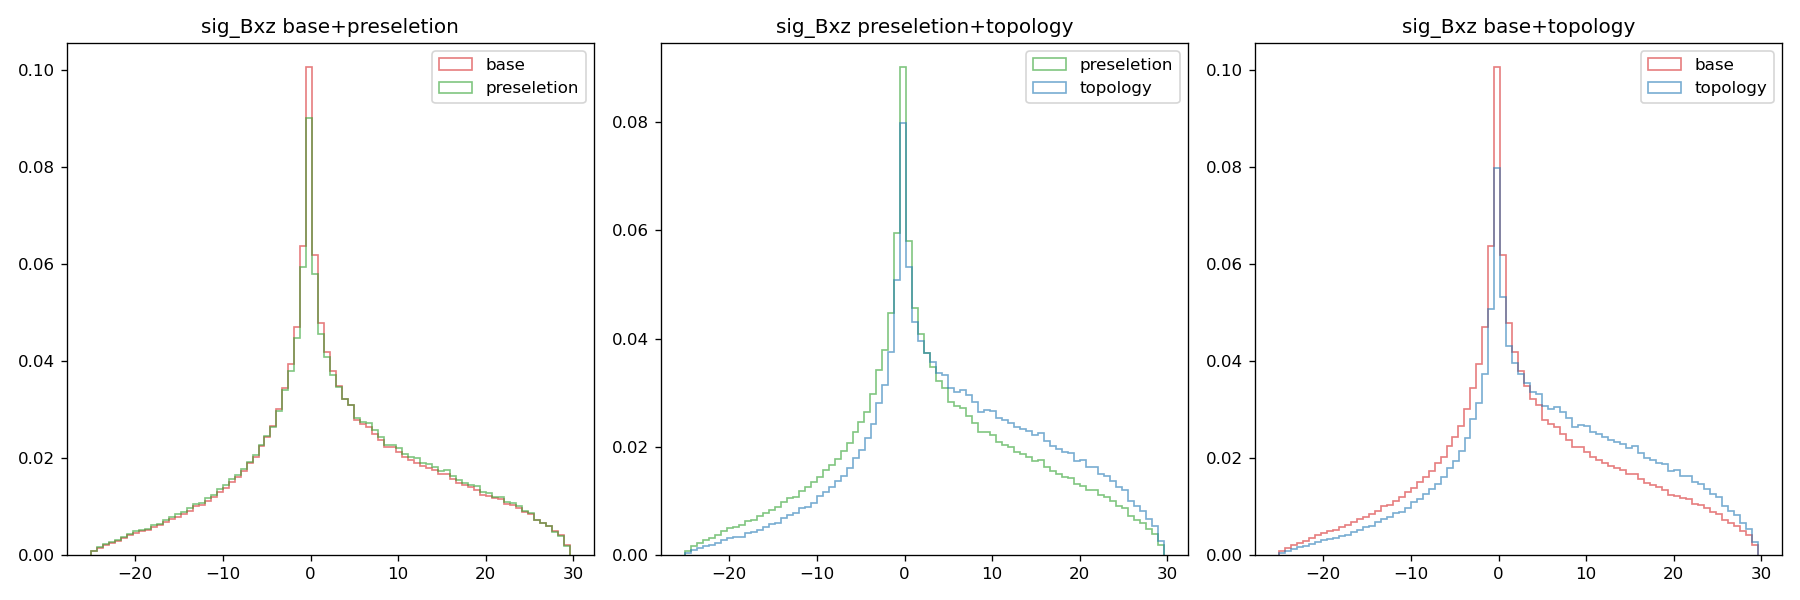 sig_Bxz base+preseletion
base
preseletion
0.10
0.08
0.06
0.04
0.02
0.00
−20 −10 0 10 20 30
sig_Bxz preseletion+topology
preseletion
topology
0.08
0.06
0.04
0.02
0.00
−20 −10 0 10 20 30
sig_Bxz base+topology
base
topology
0.10
0.08
0.06
0.04
0.02
0.00
−20 −10 0 10 20 30